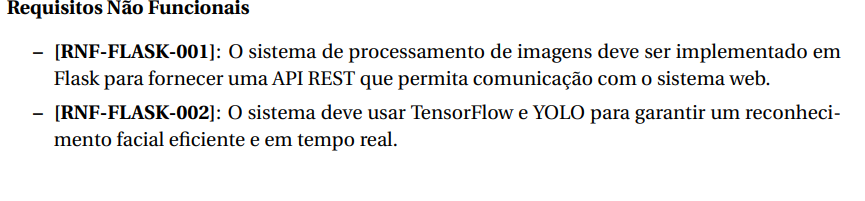 Requisitos Não Funcionais
– [RNF-FLASK-001]: O sistema de processamento de imagens deve ser implementado em
Flask para fornecer uma API REST que permita comunicação com o sistema web.
– [RNF-FLASK-002]: O sistema deve usar TensorFlow e YOLO para garantir um reconheci-
mento facial eficiente e em tempo real.